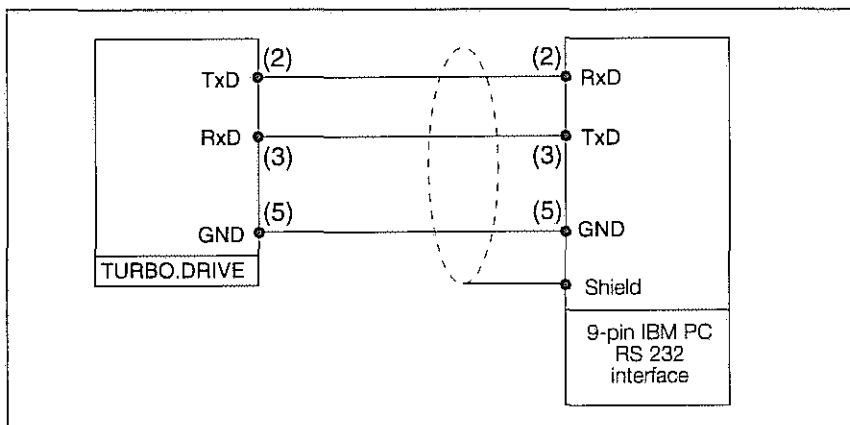 (2)
(2)
TxD
RxD
RxD
TxD
(3)
(3)
(5)
(5)
GND
GND
TURBO.DRIVE
Shield
9-pin IBM PC
RS 232
interface